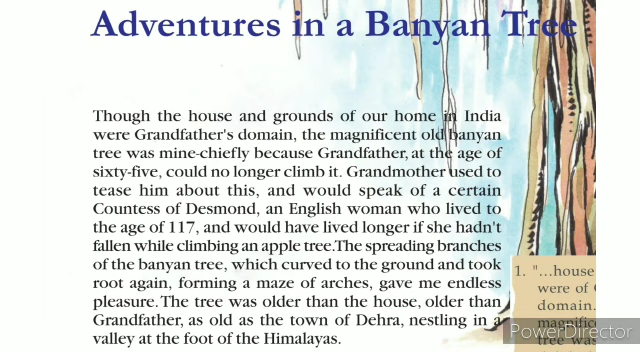 Adventures in a Banyan Tree
Though the house and grounds of our home in India
were Grandfather's domain, the magnificent old banyan
tree was mine-chiefly because Grandfather, at the age of
sixty-five, could no longer climb it. Grandmother used to
tease him about this, and would speak of a certain
Countess of Desmond, an English woman who lived to
the age of 117, and would have lived longer if she hadn't
fallen while climbing an apple tree.The spreading branches
of the banyan tree, which curved to the ground and took
root again, forming a maze of arches, gave me endless
pleasure. The tree was older than the house, older than
Grandfather, as old as the town of Dehra, nestling in a
valley at the foot of the Himalayas.
1. "...house
were of
domain.
magnific
tree was
PowerDirector